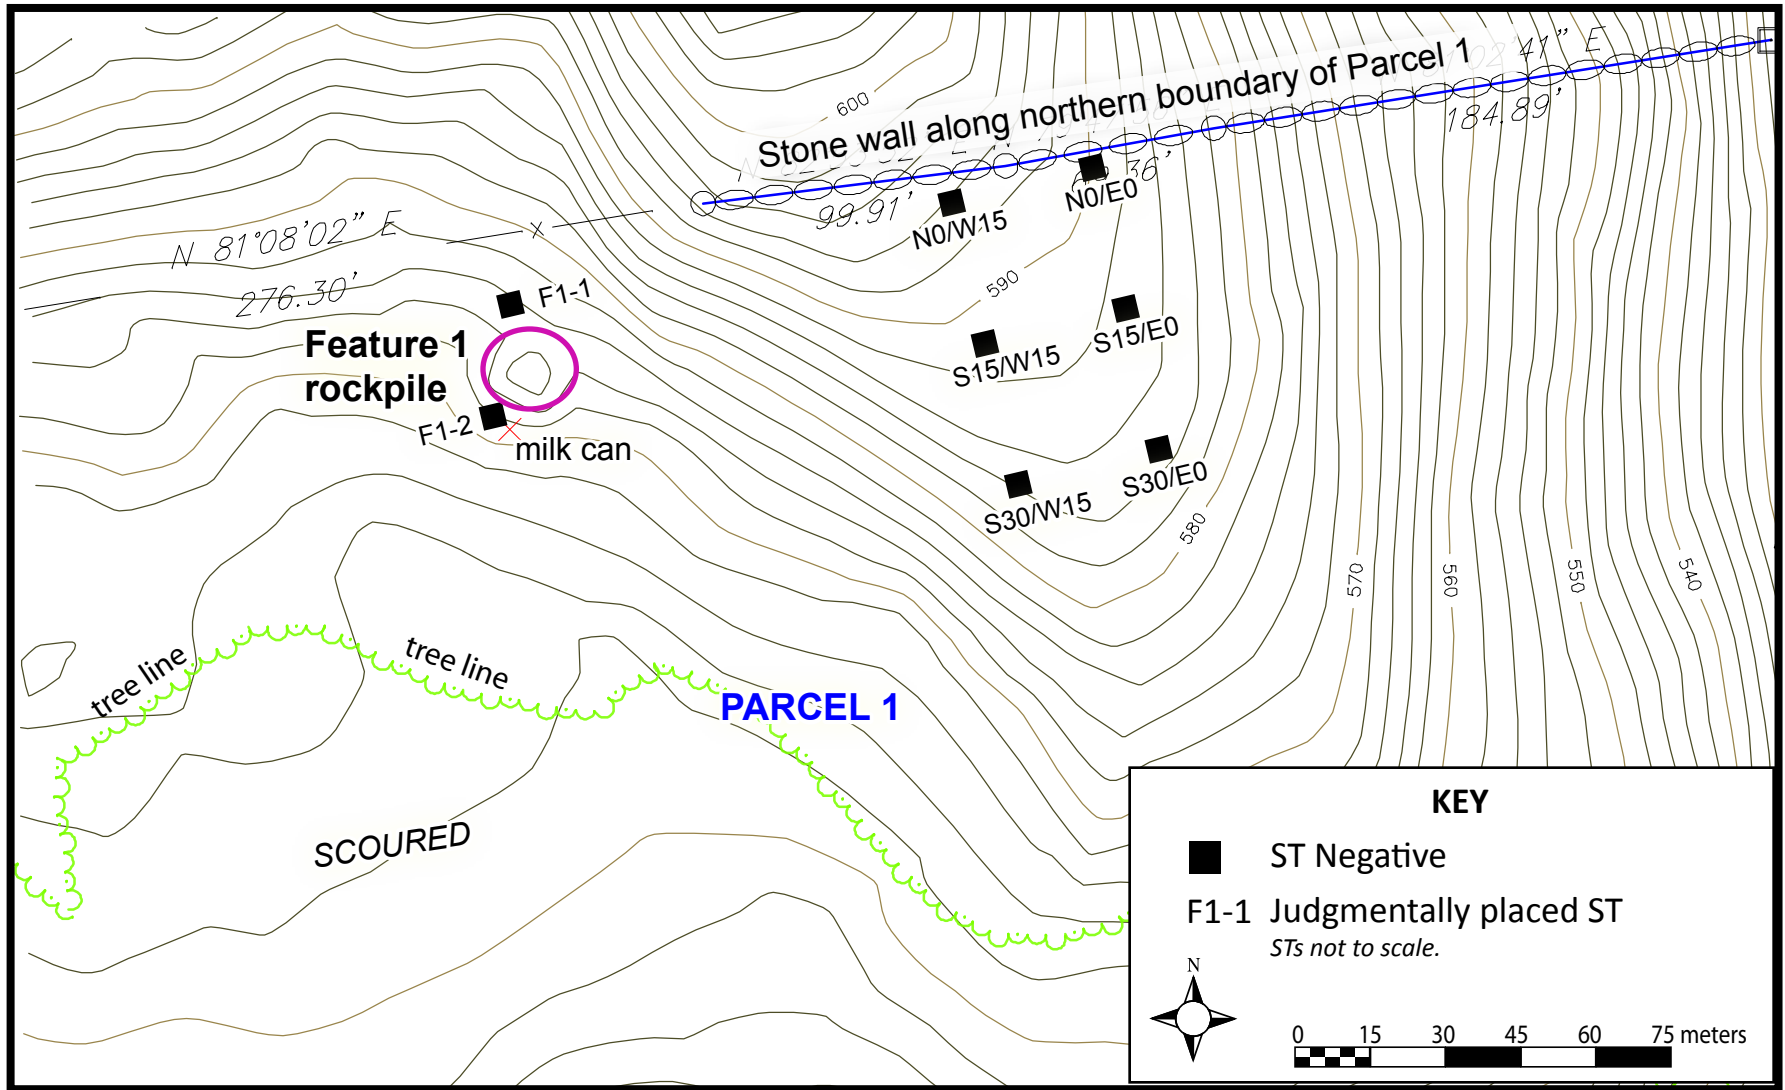 600
Stone wall along northern boundary of Parcel 1
02'41" E
184.89'
99.91'
36'
N0/E0
N0/W15
N 81°08'02" E
276.30'
F1-1
590
Feature 1
rockpile
S15/E0
S15/W15
F1-2
milk can
S30/E0
S30/W15
580
570
560
550
540
tree line
tree line
PARCEL 1
SCOURED
KEY
ST Negative
F1-1 Judgmentally placed ST
STs not to scale.
N
0 15 30 45 60 75 meters